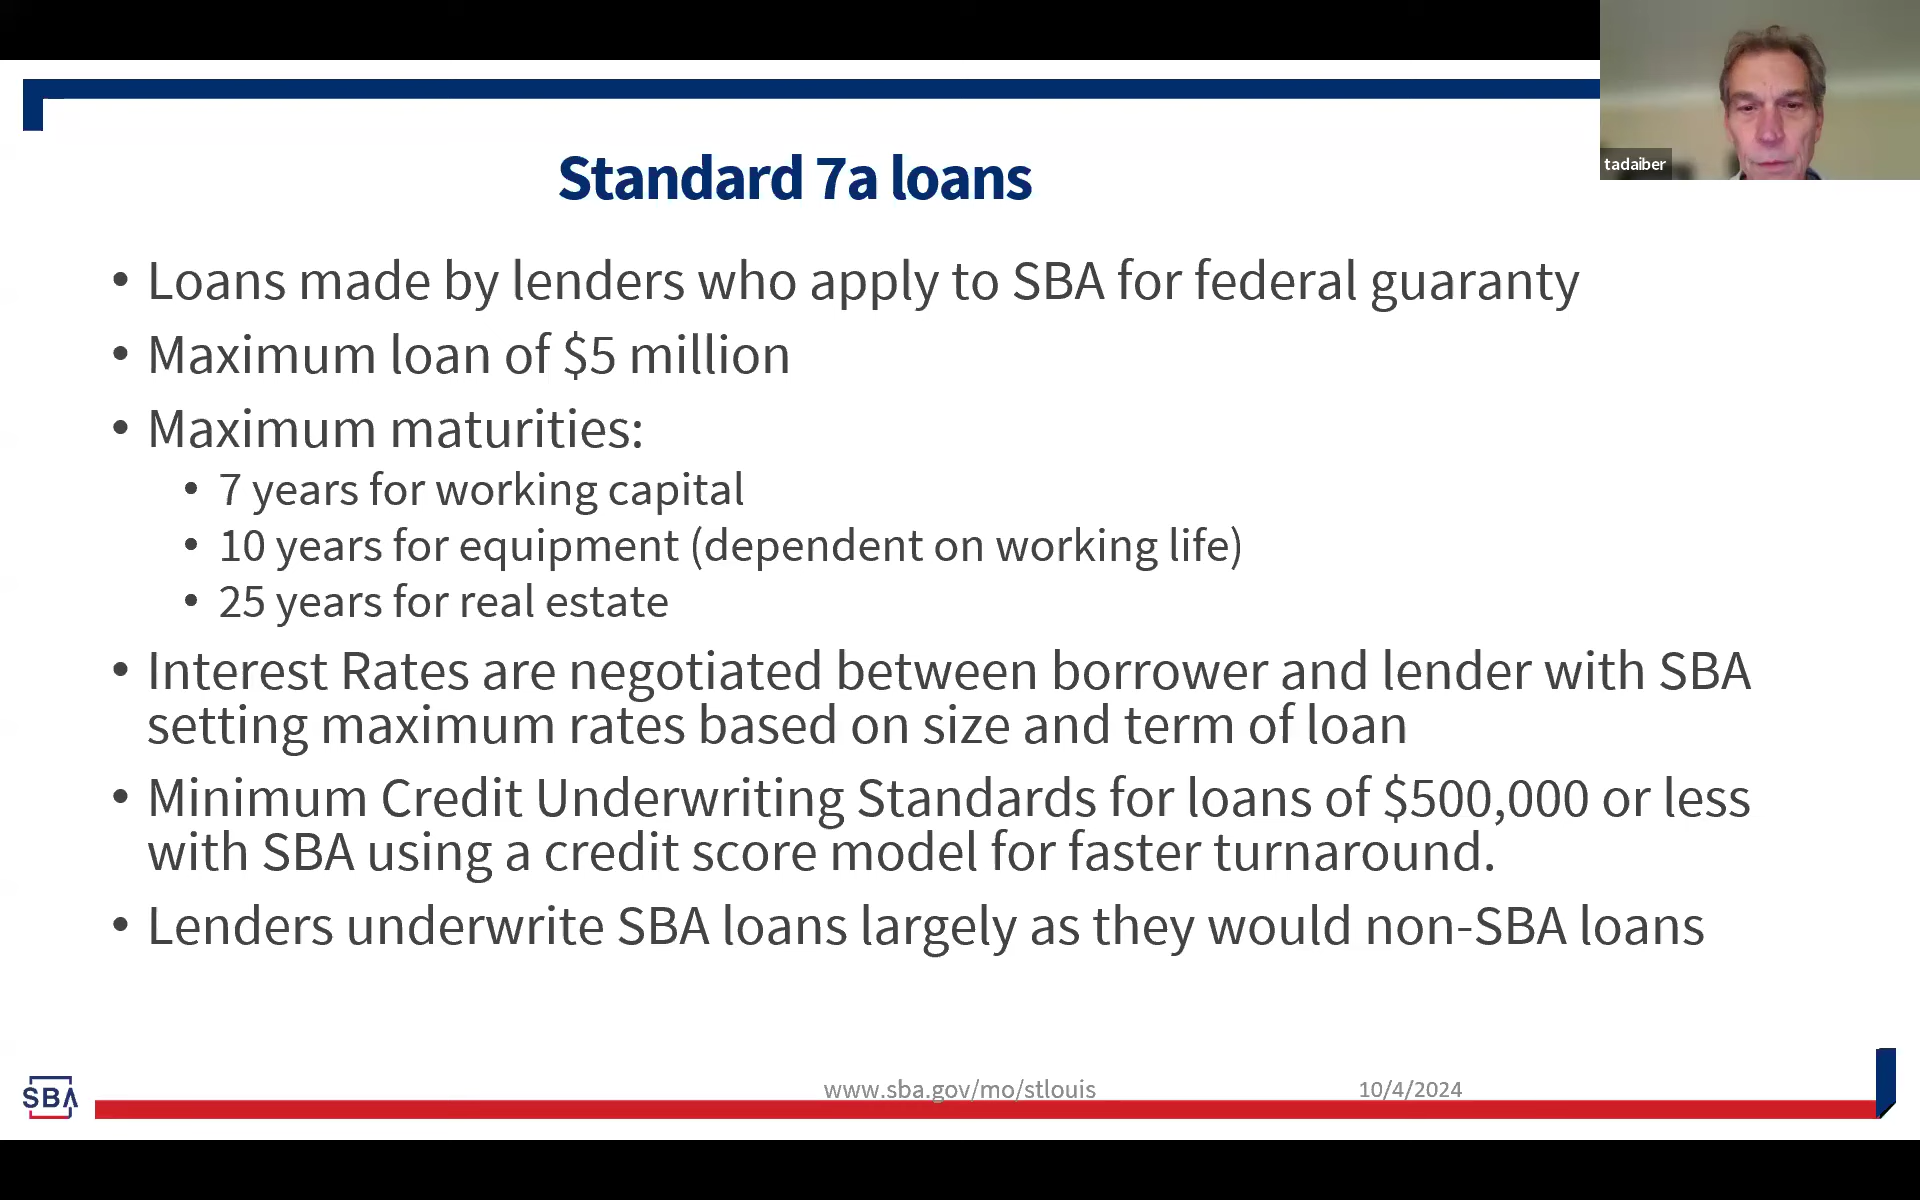 tadaiber
Standard 7a loans
• Loans made by lenders who apply to SBA for federal guaranty
• Maximum loan of $5 million
• Maximum maturities:
• 7 years for working capital
• 10 years for equipment (dependent on working life)
• 25 years for real estate
• Interest Rates are negotiated between borrower and lender with SBA
setting maximum rates based on size and term of loan
• Minimum Credit Underwriting Standards for loans of $500,000 or less
with SBA using a credit score model for faster turnaround.
• Lenders underwrite SBA loans largely as they would non-SBA loans
SBA
www.sba.gov/mo/stlouis
10/4/2024